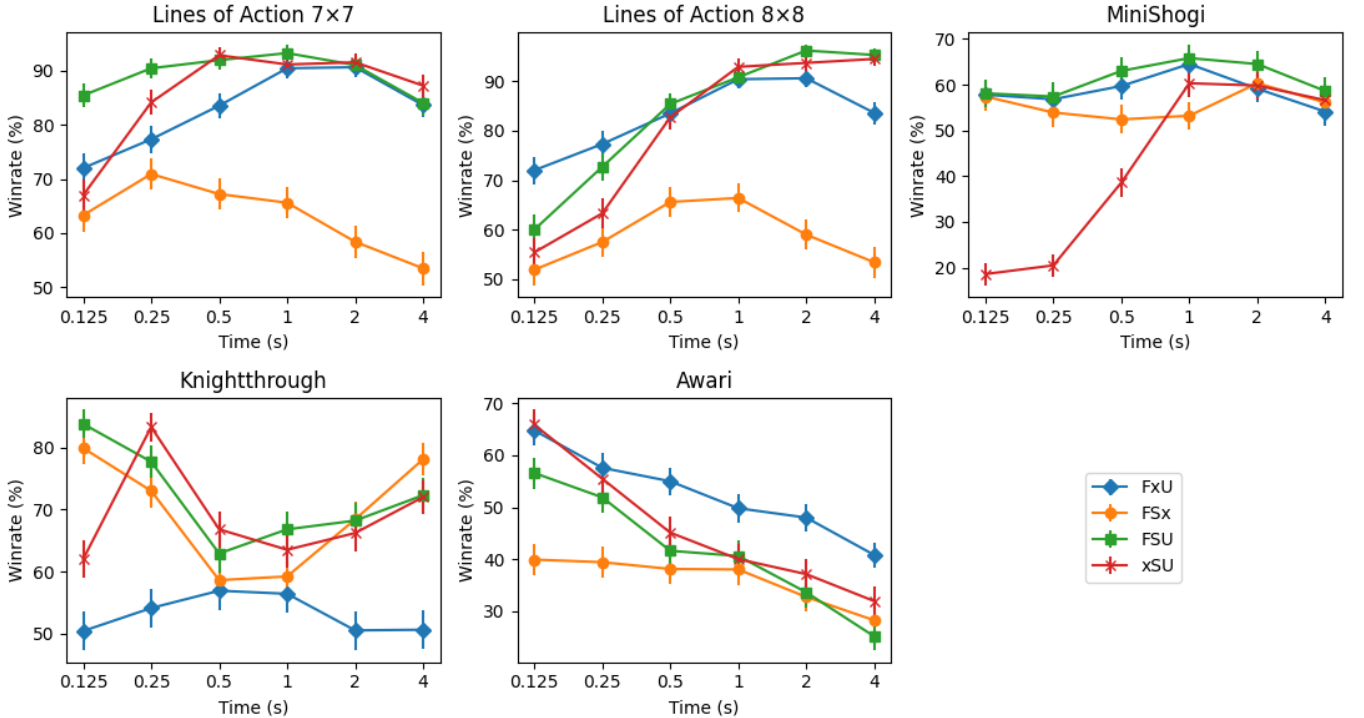 Lines of Action 7×7
Winrate (%)
90
80
70
60
50
0.125 0.25 0.5 1 2 4
Time (s)
Lines of Action 8×8
Winrate (%)
90
80
70
60
50
0.125 0.25 0.5 1 2 4
Time (s)
MiniShogi
Winrate (%)
70
60
50
40
30
20
0.125 0.25 0.5 1 2 4
Time (s)
Knightthrough
Winrate (%)
80
70
60
50
0.125 0.25 0.5 1 2 4
Time (s)
Awari
Winrate (%)
70
60
50
40
30
0.125 0.25 0.5 1 2 4
Time (s)
FxU
FSx
FSU
xSU